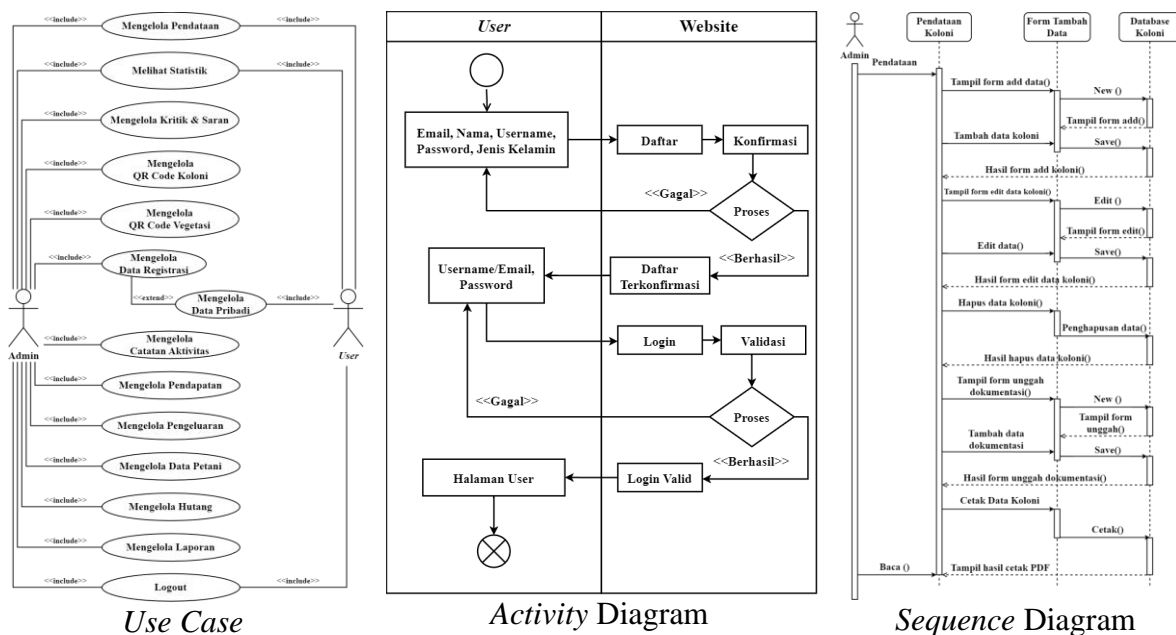 <<include>>
Mengelola Pendataan
<<include>>
<<include>>
Melihat Statistik
<<include>>
<<include>>
Mengelola Kritik & Saran
<<include>>
Mengelola
QR Code Koloni
<<include>>
Mengelola
QR Code Vegetasi
<<include>>
Mengelola
Data Registrasi
<<extend>>
Mengelola
Data Pribadi
<<include>>
Admin
User
<<include>>
Mengelola
Catatan Aktivitas
<<include>>
Mengelola Pendapatan
<<include>>
Mengelola Pengeluaran
<<include>>
Mengelola Data Petani
<<include>>
Mengelola Hutang
<<include>>
Mengelola Laporan
<<include>>
Logout
<<include>>
Use Case
User
Website
Email, Nama, Username,
Password, Jenis Kelamin
Daftar
Konfirmasi
<<Gagal>>
Proses
<<Berhasil>>
Username/Email,
Password
Daftar
Terkonfirmasi
Login
Validasi
<<Gagal>>
Proses
<<Berhasil>>
Halaman User
Login Valid
Activity Diagram
Admin
Pendataan
Koloni
Form Tambah
Data
Database
Koloni
Pendataan
Tampil form add data()
New ()
Tampil form add()
Tambah data koloni
Save()
Hasil form add koloni()
Tampil form edit data koloni()
Edit ()
Tampil form edit()
Edit data()
Save()
Hasil form edit data koloni()
Hapus data koloni()
Penghapusan data()
Hasil hapus data koloni()
Tampil form unggah
dokumentasi()
New ()
Tampil form
unggah()
Tambah data
dokumentasi
Save()
Hasil form unggah dokumentasi()
Cetak Data Koloni
Cetak()
Baca ()
Tampil hasil cetak PDF
Sequence Diagram